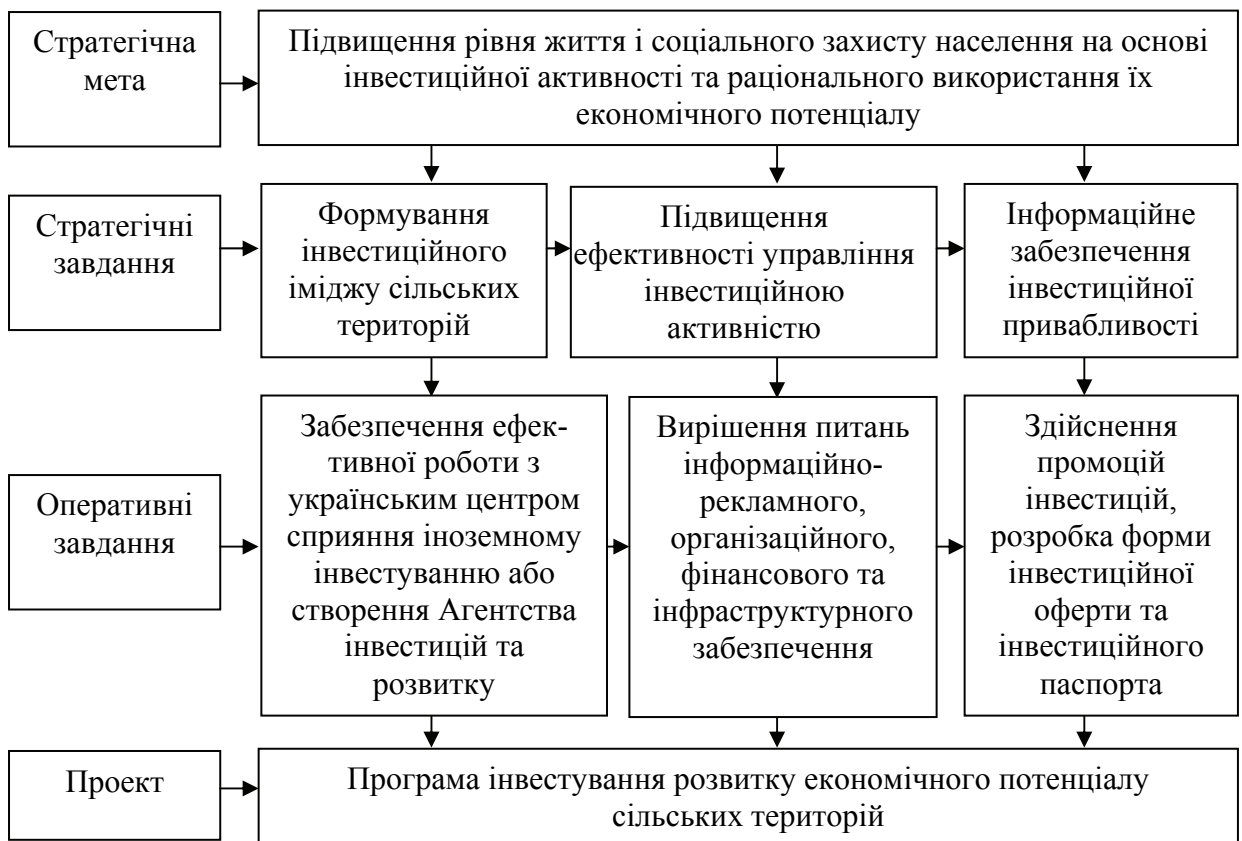 Стратегічна
мета
Підвищення рівня життя і соціального захисту населення на основі
інвестиційної активності та раціонального використання їх
економічного потенціалу
Стратегічні
завдання
Формування
інвестиційного
іміджу сільських
територій
Підвищення
ефективності управління
інвестиційною
активністю
Інформаційне
забезпечення
інвестиційної
привабливості
Оперативні
завдання
Забезпечення ефек-
тивної роботи з
українським центром
сприяння іноземному
інвестуванню або
створення Агентства
інвестицій та
розвитку
Вирішення питань
інформаційно-
рекламного,
організаційного,
фінансового та
інфраструктурного
забезпечення
Здійснення
промоцій
інвестицій,
розробка форми
інвестиційної
оферти та
інвестиційного
паспорта
Проект
Програма інвестування розвитку економічного потенціалу
сільських територій